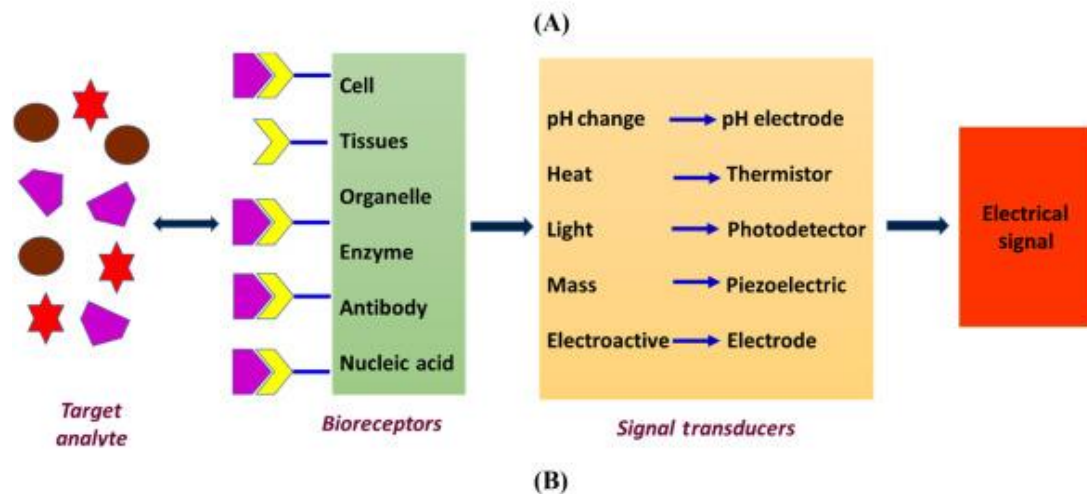 (A)
Cell
Tissues
Organelle
Enzyme
Antibody
Nucleic acid
pH change pH electrode
Heat Thermistor
Light Photodetector
Mass Piezoelectric
Electroactive Electrode
Electrical
signal
Target
analyte
Bioreceptors
Signal transducers
(B)